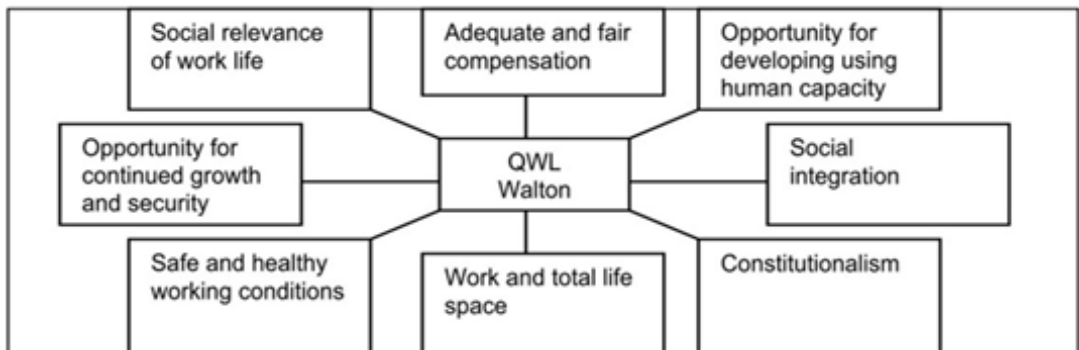 Social relevance
of work life
Adequate and fair
compensation
Opportunity for
developing using
human capacity
Opportunity for
continued growth
and security
QWL
Walton
Social
integration
Safe and healthy
working conditions
Work and total life
space
Constitutionalism